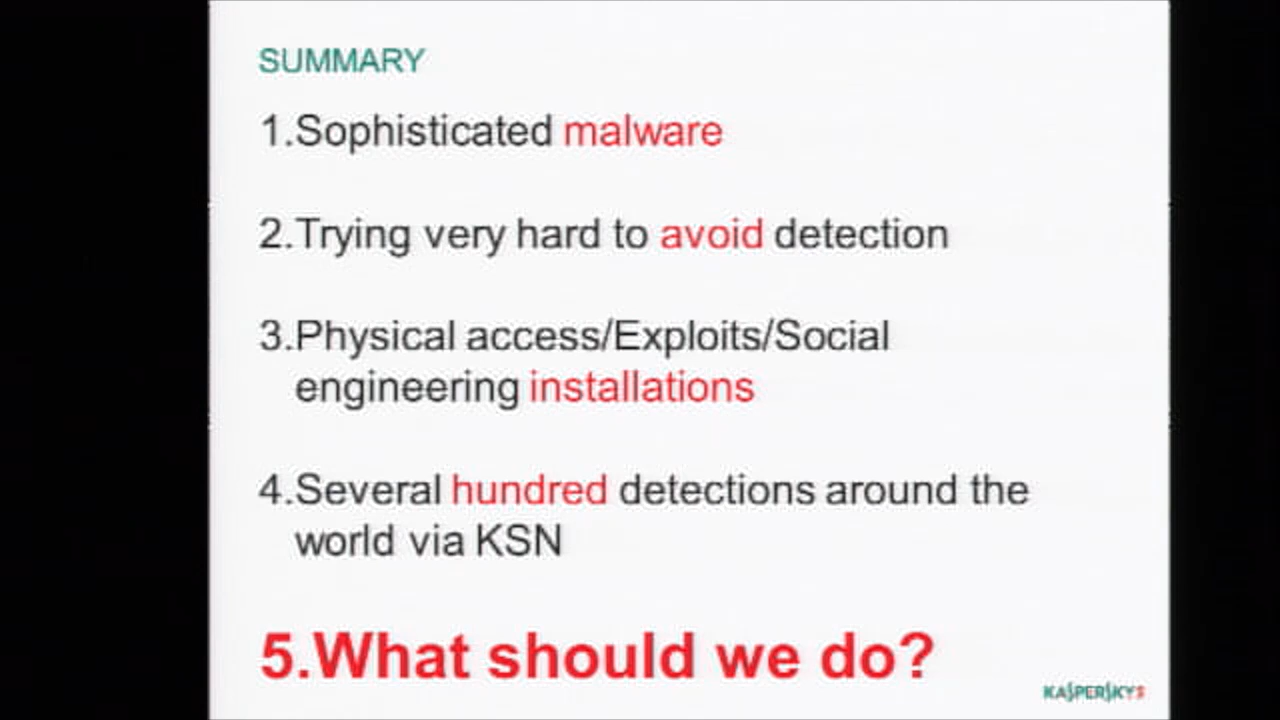 SUMMARY
1.Sophisticated malware
2.Trying very hard to avoid detection
3.Physical access/Exploits/Social
engineering installations
4.Several hundred detections around the
world via KSN
5.What should we do?
KASPERSKY